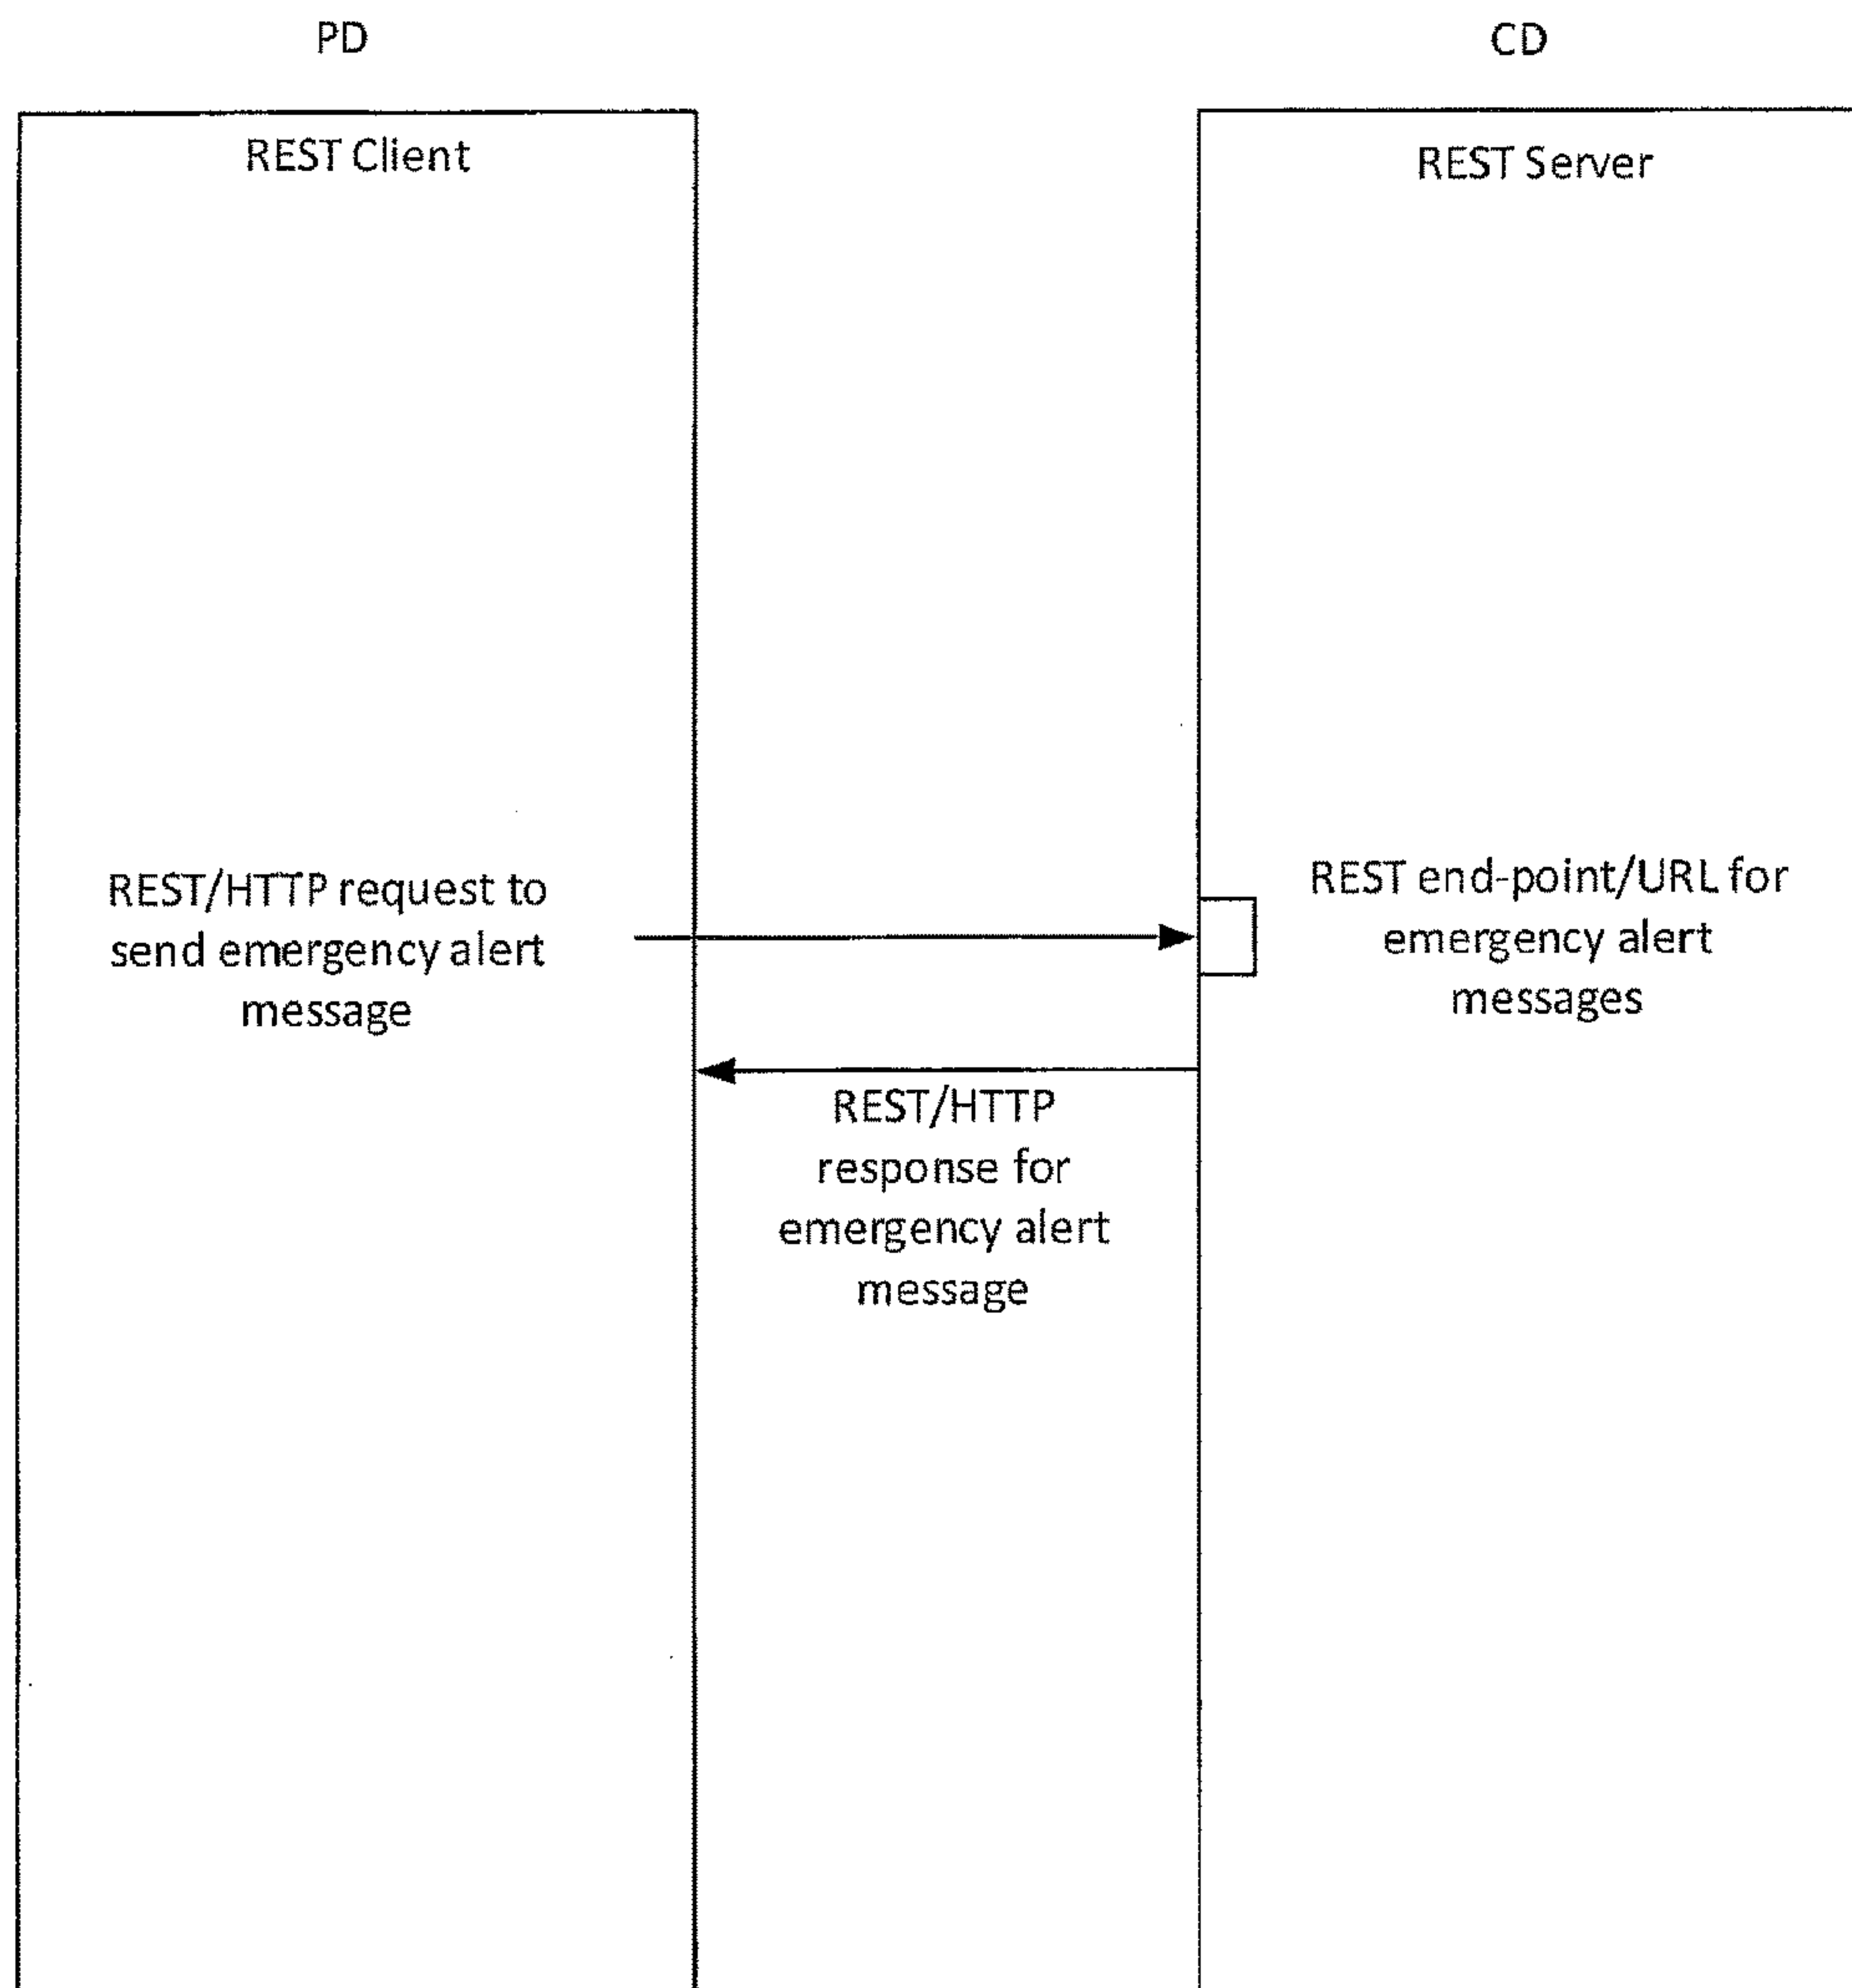 PD
CD
REST Client
REST Server
REST/HTTP request to
send emergency alert
message
REST end-point/URL for
emergency alert
messages
REST/HTTP
response for
emergency alert
message